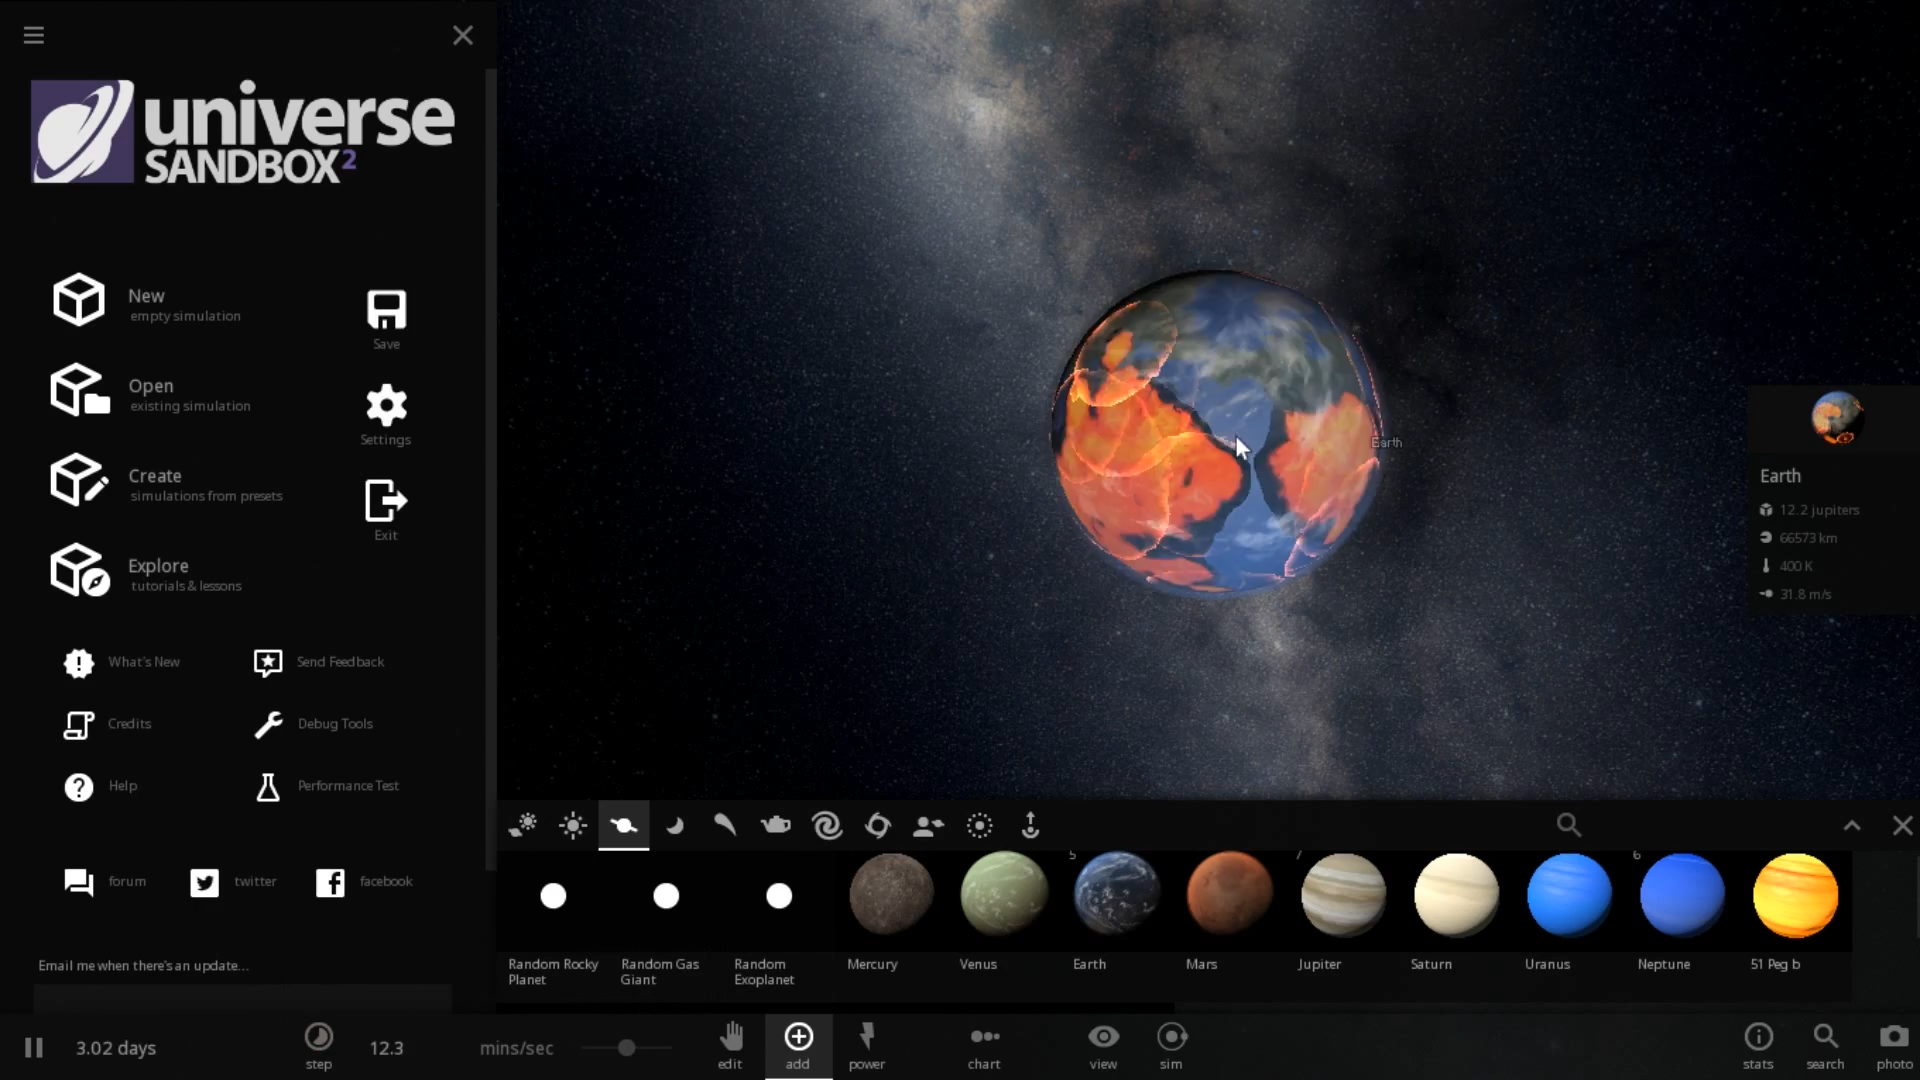 universe
SANDBOX²
New
empty simulation
Save
Open
existing simulation
Settings
Create
simulations from presets
Exit
Explore
tutorials & lessons
What's New
Send Feedback
Credits
Debug Tools
Help
Performance Test
forum
twitter
facebook
Email me when there's an update...
Earth
Earth
12.2 jupiters
66573 km
400 K
31.8 m/s
5
7
6
Random Rocky
Planet
Random Gas
Giant
Random
Exoplanet
Mercury
Venus
Earth
Mars
Jupiter
Saturn
Uranus
Neptune
51 Peg b
3.02 days
step
12.3
mins/sec
edit
add
power
chart
view
sim
stats
search
photo